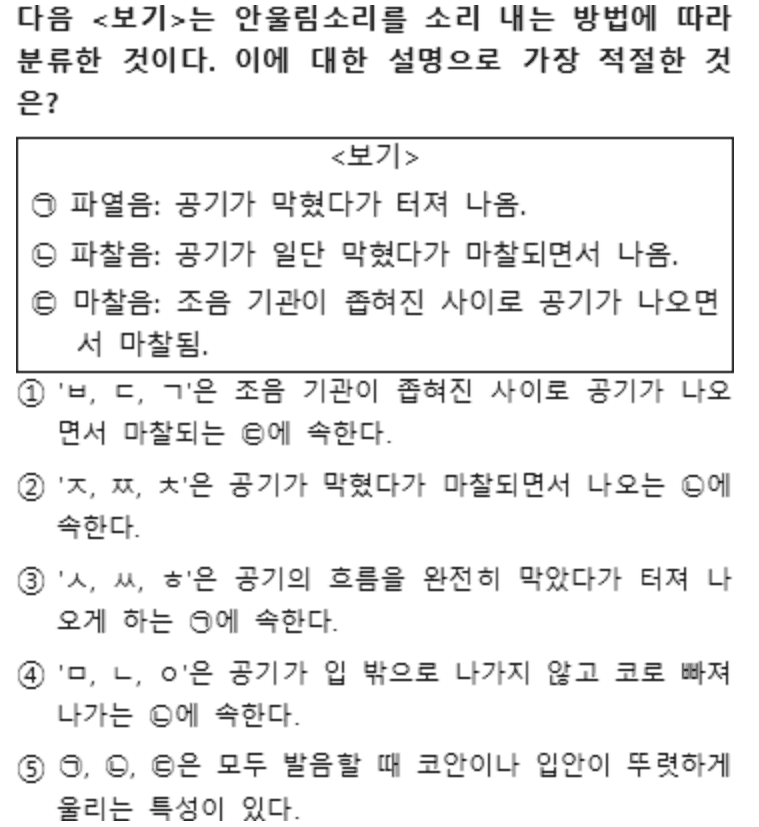 다음 <보기>는 안울림소리를 소리 내는 방법에 따라
분류한 것이다. 이에 대한 설명으로 가장 적절한 것
은?
<보기>
㉠ 파열음: 공기가 막혔다가 터져 나옴.
㉡ 파찰음: 공기가 일단 막혔다가 마찰되면서 나옴.
㉢ 마찰음: 조음 기관이 좁혀진 사이로 공기가 나오면
서 마찰됨.
① 'ㅂ, ㄷ, ㄱ'은 조음 기관이 좁혀진 사이로 공기가 나오
면서 마찰되는 ㉢에 속한다.
② 'ㅈ, ㅉ, ㅊ'은 공기가 막혔다가 마찰되면서 나오는 ㉡에
속한다.
③ 'ㅅ, ㅆ, ㅎ'은 공기의 흐름을 완전히 막았다가 터져 나
오게 하는 ㉠에 속한다.
④ 'ㅁ, ㄴ, ㅇ'은 공기가 입 밖으로 나가지 않고 코로 빠져
나가는 ㉡에 속한다.
⑤ ㉠, ㉡, ㉢은 모두 발음할 때 코안이나 입안이 뚜렷하게
울리는 특성이 있다.